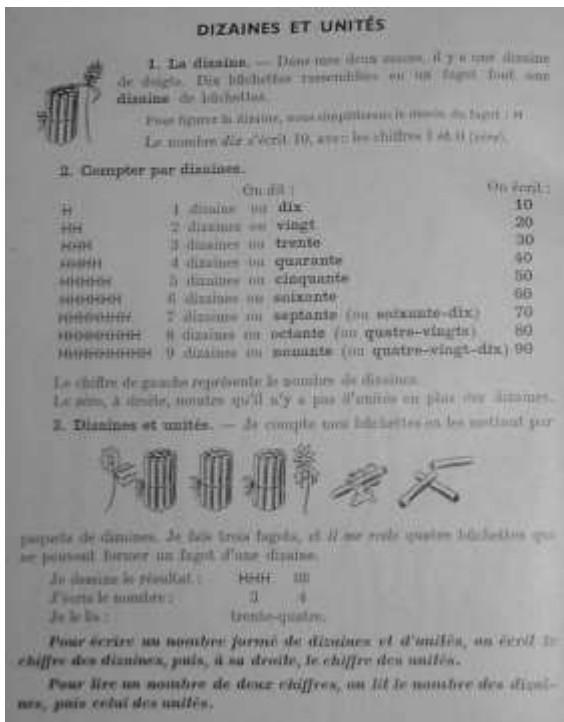 DIZAINES ET UNITÉS
1. La dizaine. — Dans mes deux mains, il y a une dizaine
de doigts. Dix bûchettes rassemblées en un fagot font une
dizaine de bûchettes.
Pour figurer la dizaine, nous simplifierons le dessin du fagot : H
Le nombre dix s'écrit 10, avec les chiffres 1 et 0 (zéro).
2. Compter par dizaines.
On dit : On écrit :
H 1 dizaine ou dix 10
HH 2 dizaines ou vingt 20
HHH 3 dizaines ou trente 30
HHHH 4 dizaines ou quarante 40
HHHHH 5 dizaines ou cinquante 50
HHHHHH 6 dizaines ou soixante 60
HHHHHHH 7 dizaines ou septante (ou soixante-dix) 70
HHHHHHHH 8 dizaines ou octante (ou quatre-vingts) 80
HHHHHHHHH 9 dizaines ou nonante (ou quatre-vingt-dix) 90
Le chiffre de gauche représente le nombre de dizaines.
Le zéro, à droite, montre qu'il n'y a pas d'unités en plus des dizaines.
3. Dizaines et unités. — Je compte mes bûchettes en les mettant par
paquets de dizaines. Je fais trois fagots, et il me reste quatre bûchettes qui
ne peuvent former un fagot d'une dizaine.
Je dessine le résultat : HHH IIII
J'écris le nombre : 3 4
Je le lis : trente-quatre.
Pour écrire un nombre formé de dizaines et d'unités, on écrit le
chiffre des dizaines, puis, à sa droite, le chiffre des unités.
Pour lire un nombre de deux chiffres, on lit le nombre des dizai-
nes, puis celui des unités.